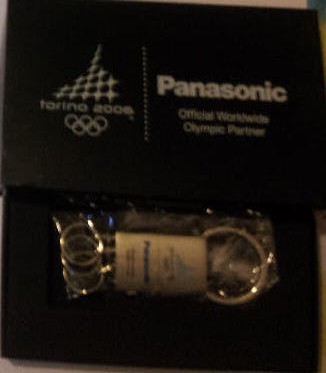 torino 2006
Panasonic
Official Worldwide
Olympic Partner
Panasonic